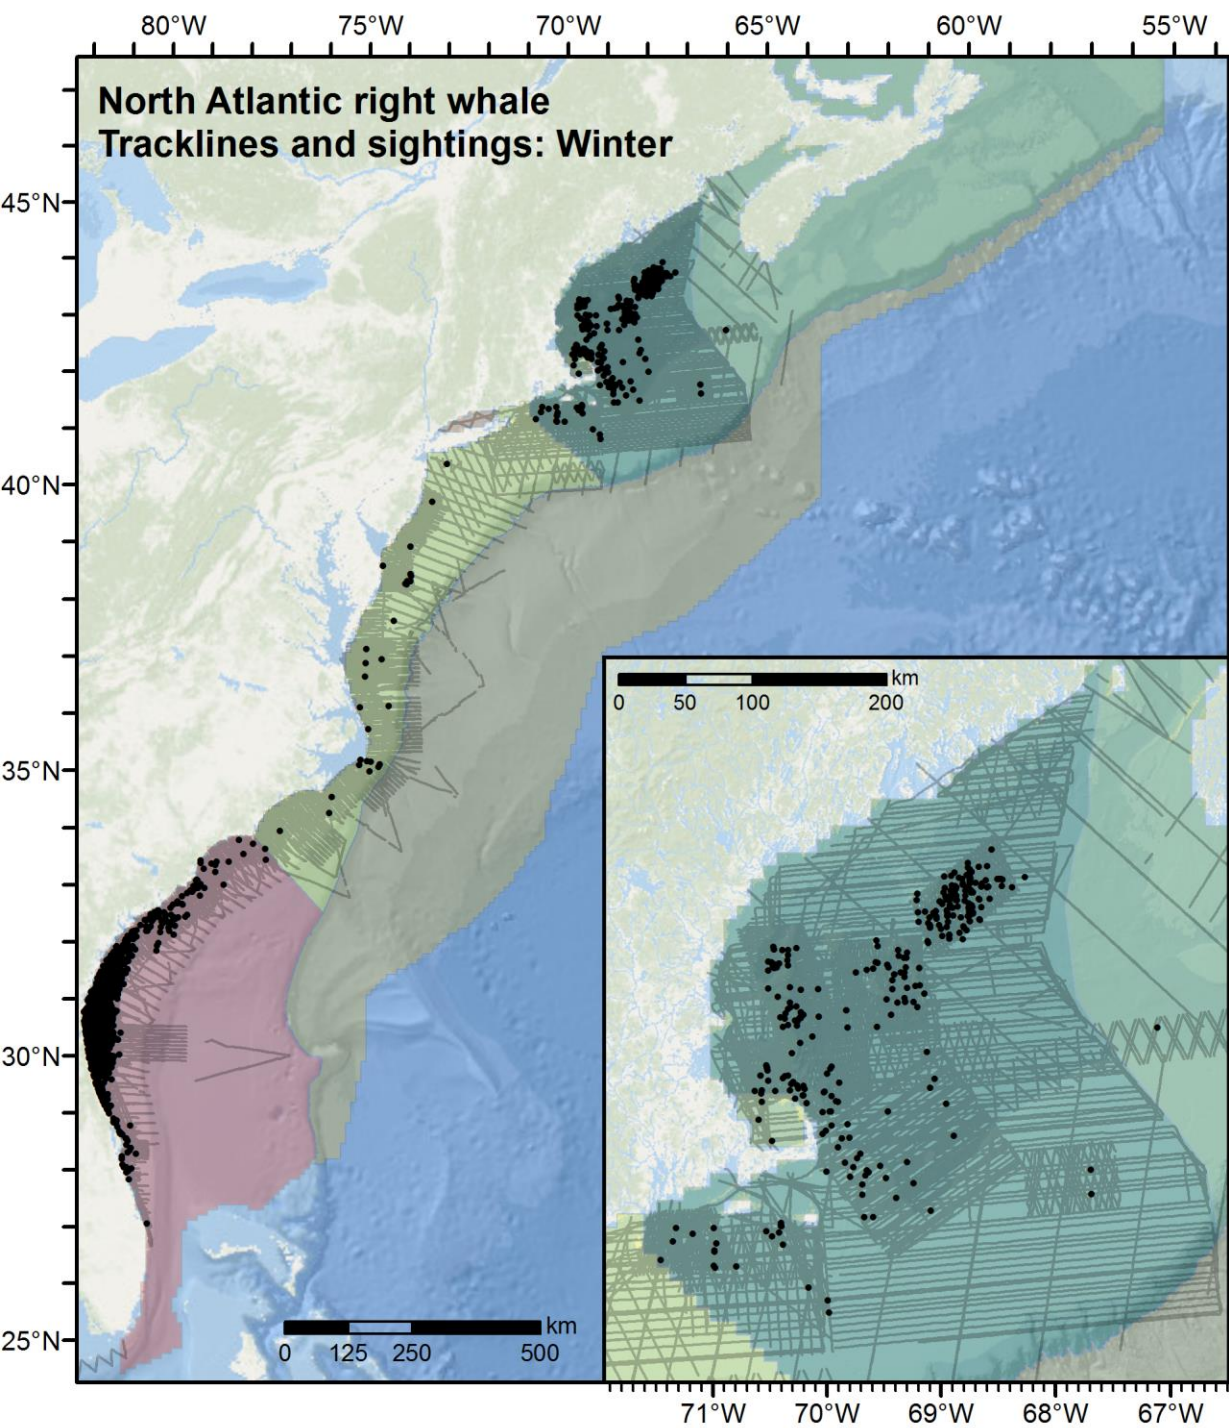 80°W 75°W 70°W 65°W 60°W 55°W
North Atlantic right whale
Tracklines and sightings: Winter
45°N
40°N
35°N
30°N
25°N
km
0 50 100 200
km
0 125 250 500
71°W 70°W 69°W 68°W 67°W